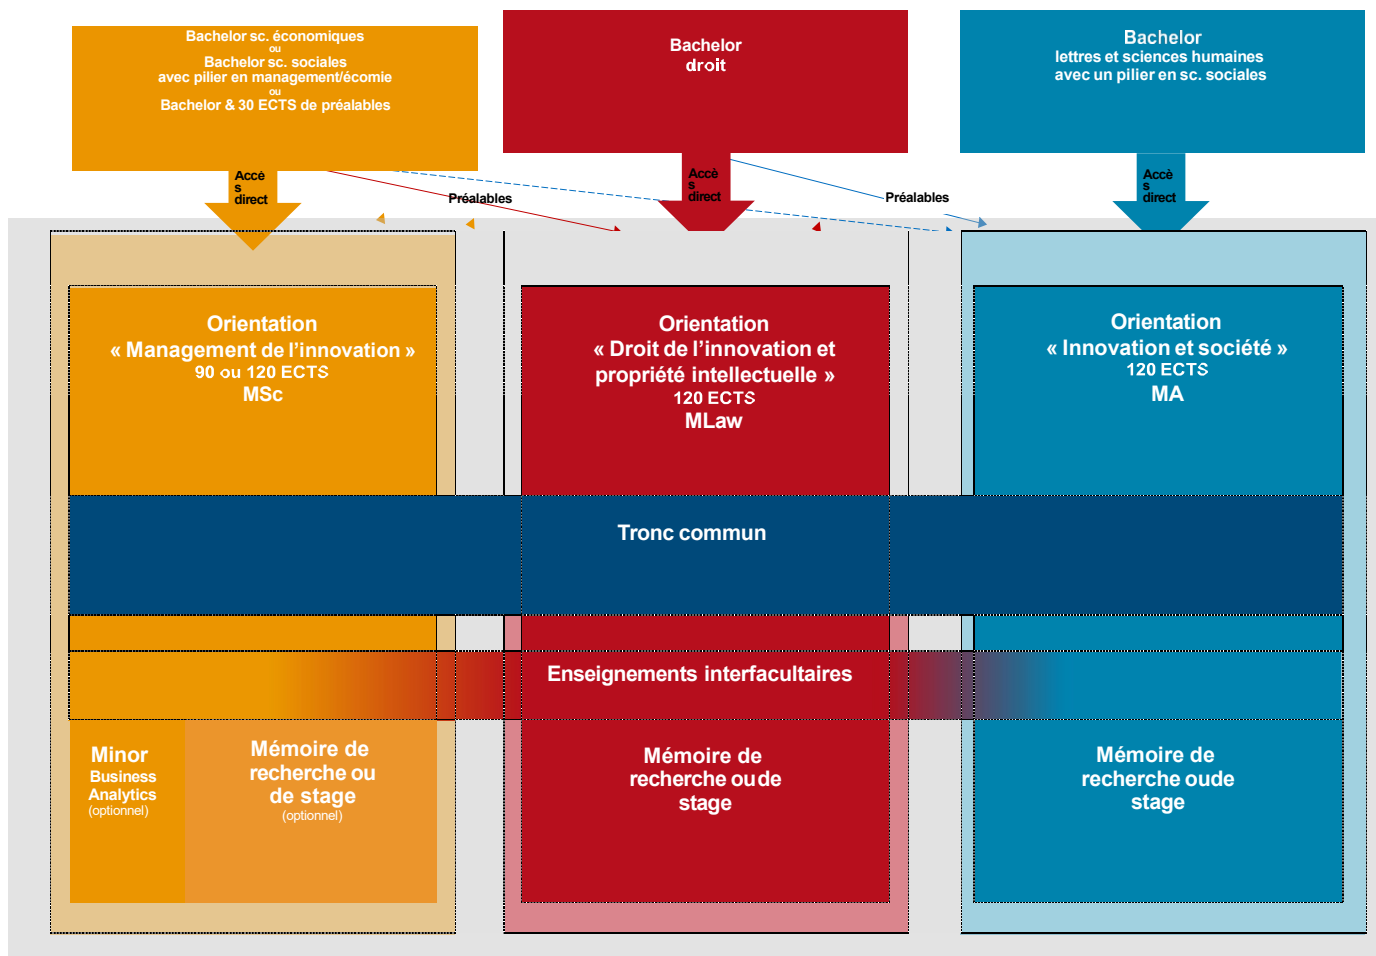 Bachelor sc. économiques
ou
Bachelor sc. sociales
avec pilier en management/écomie
ou
Bachelor & 30 ECTS de préalables
Bachelor
droit
Bachelor
lettres et sciences humaines
avec un pilier en sc. sociales
Accè
s
direct
Préalables
Accè
s
direct
Préalables
Accè
s
direct
Orientation
« Management de l’innovation »
90 ou 120 ECTS
MSc
Orientation
« Droit de l’innovation et
propriété intellectuelle »
120 ECTS
MLaw
Orientation
« Innovation et société »
120 ECTS
MA
Tronc commun
Enseignements interfacultaires
Minor
Business
Analytics
(optionnel)
Mémoire de
recherche ou
de stage
(optionnel)
Mémoire de
recherche oude
stage
Mémoire de
recherche oude
stage